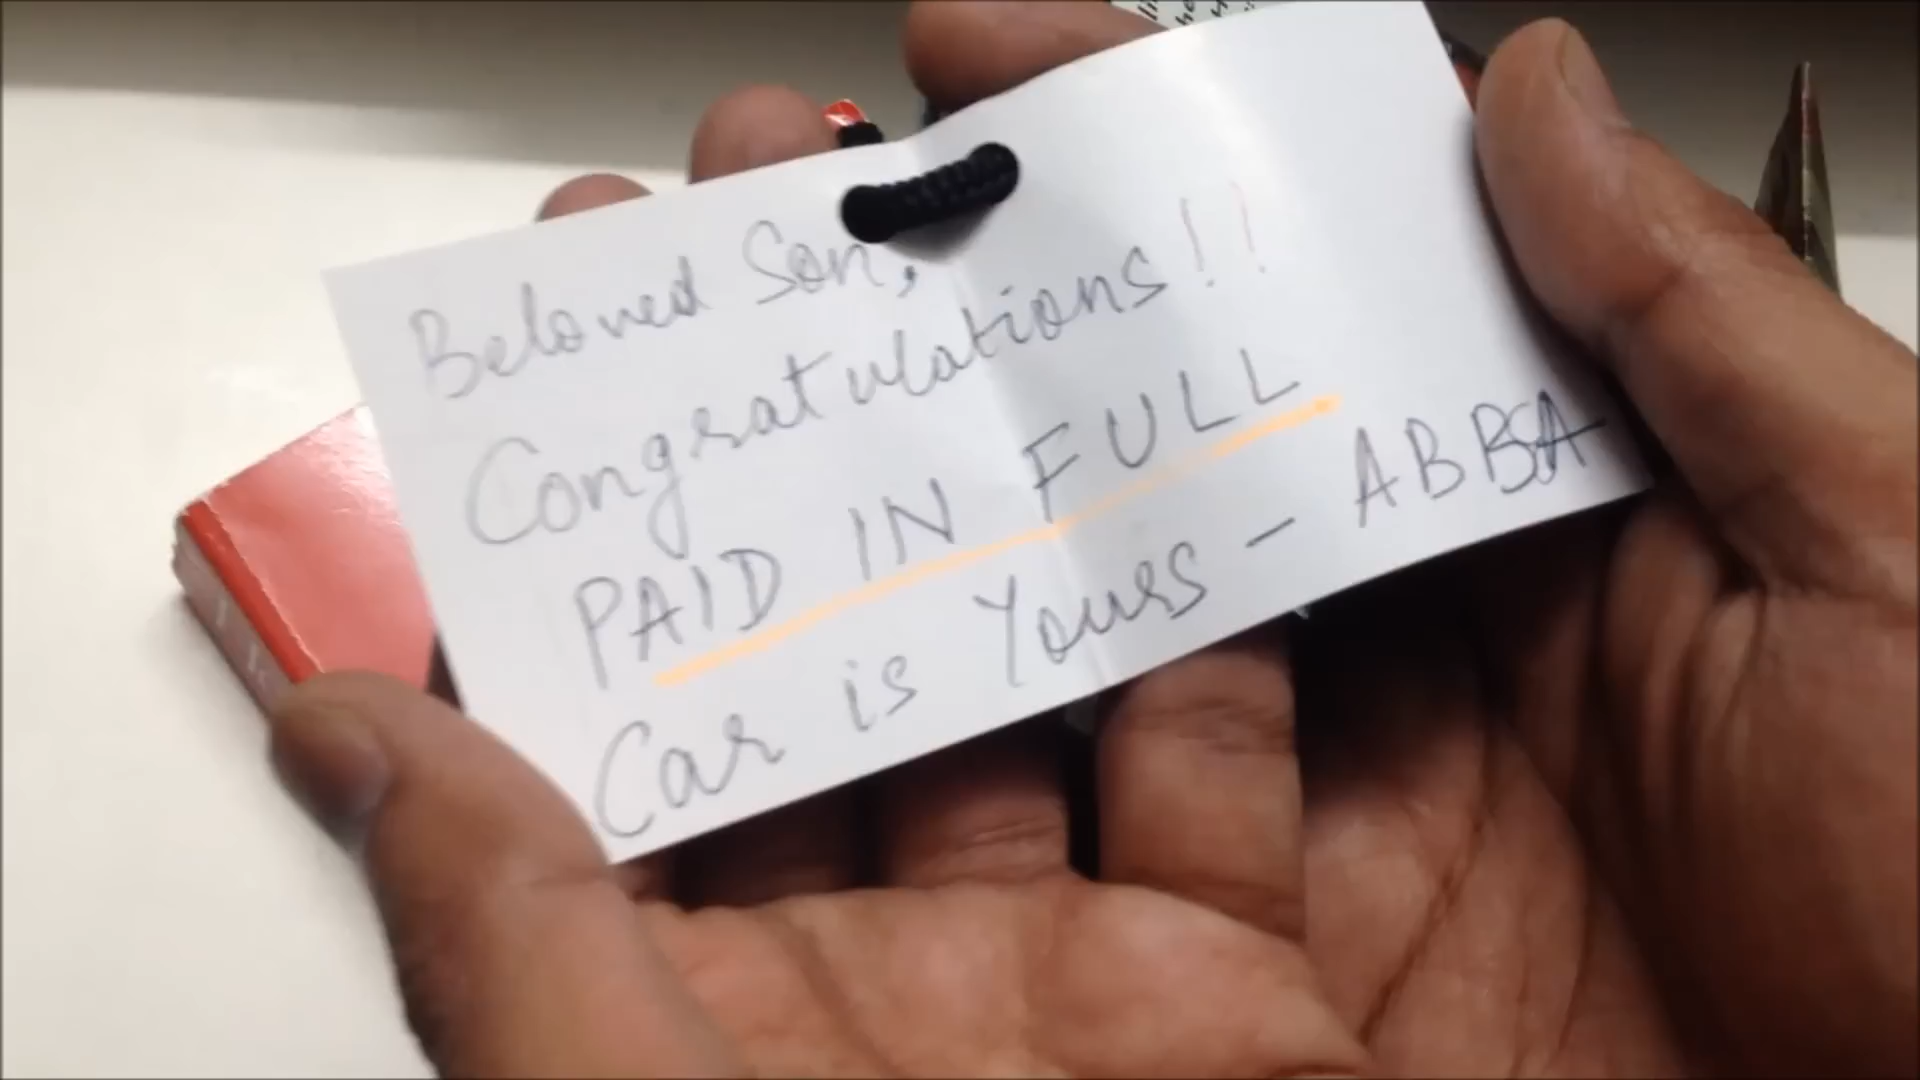 Beloved Son,
Congratulations!!
PAID IN FULL
Car is Yours - ABBA